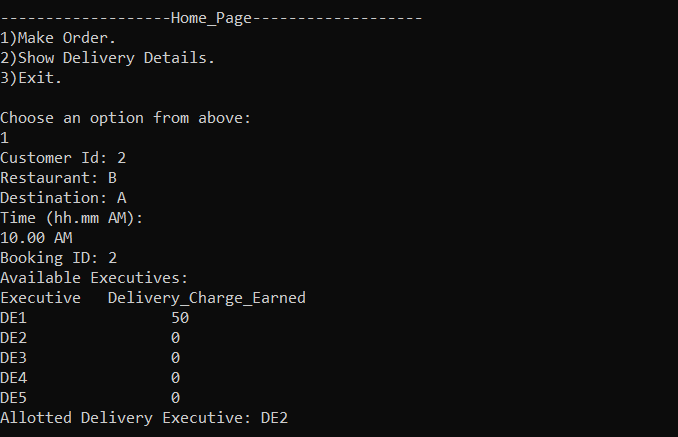 -------------------Home_Page-------------------
1)Make Order.
2)Show Delivery Details.
3)Exit.
Choose an option from above:
1
Customer Id: 2
Restaurant: B
Destination: A
Time (hh.mm AM):
10.00 AM
Booking ID: 2
Available Executives:
Executive   Delivery_Charge_Earned
DE1                50
DE2                0
DE3                0
DE4                0
DE5                0
Allotted Delivery Executive: DE2